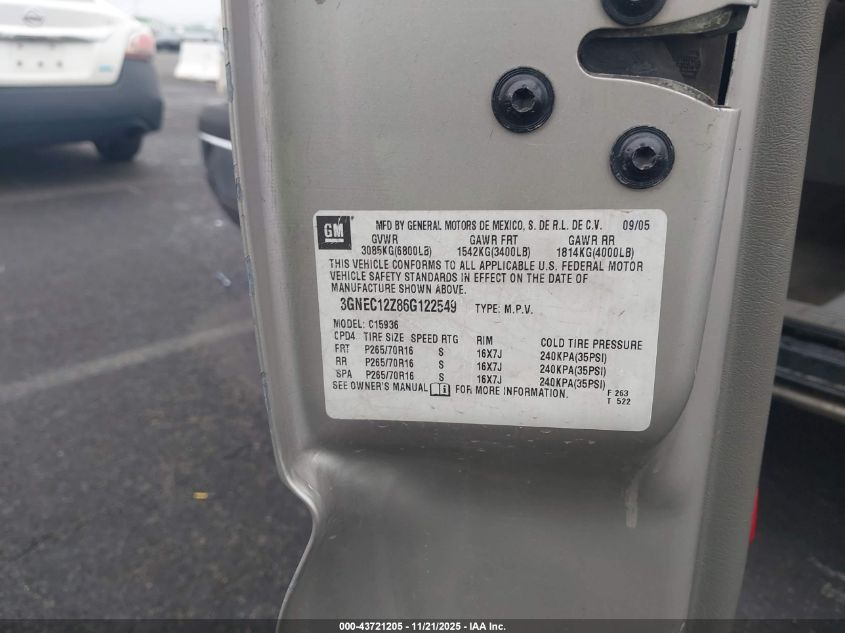 GM MFD BY GENERAL MOTORS DE MEXICO, S. DE R.L. DE C.V. 09/05
GVWR GAWR FRT GAWR RR
3085KG(6800LB) 1542KG(3400LB) 1814KG(4000LB)
THIS VEHICLE CONFORMS TO ALL APPLICABLE U.S. FEDERAL MOTOR
VEHICLE SAFETY STANDARDS IN EFFECT ON THE DATE OF
MANUFACTURE SHOWN ABOVE.
3GNEC12Z86G122549 TYPE: M.P.V.
MODEL: C15936
CPD4 TIRE SIZE SPEED RTG RIM COLD TIRE PRESSURE
FRT P265/70R16 S 16X7J 240KPA(35PSI)
RR P265/70R16 S 16X7J 240KPA(35PSI)
SPA P265/70R16 S 16X7J 240KPA(35PSI)
SEE OWNER'S MANUAL FOR MORE INFORMATION.
F 263
T 522
000-43721205 - 11/21/2025 - IAA Inc.